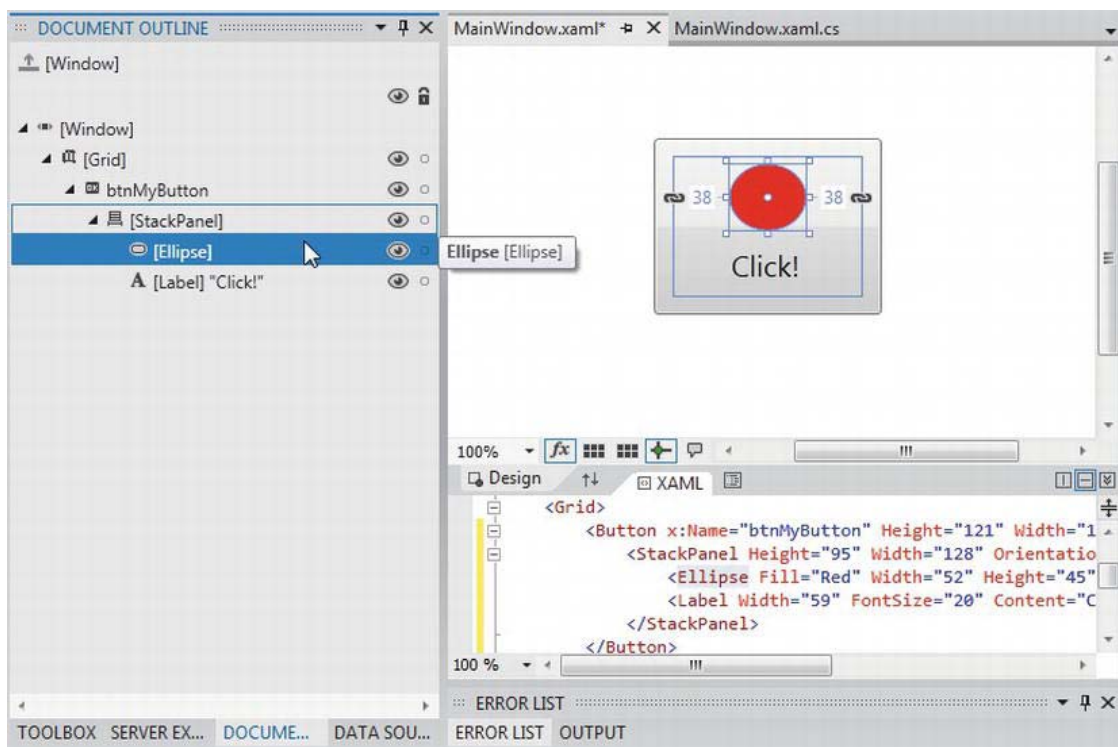 DOCUMENT OUTLINE
[Window]
[Window]
[Grid]
btnMyButton
[StackPanel]
[Ellipse]
[Label] "Click!"
Ellipse [Ellipse]
TOOLBOX SERVER EX... DOCUME... DATA SOU...
MainWindow.xaml* MainWindow.xaml.cs
38 38
Click!
100% fx
Design XAML
<Grid>
<Button x:Name="btnMyButton" Height="121" Width="1
<StackPanel Height="95" Width="128" Orientatio
<Ellipse Fill="Red" Width="52" Height="45"
<Label Width="59" FontSize="20" Content="C
</StackPanel>
</Button>
100 %
ERROR LIST
ERROR LIST OUTPUT